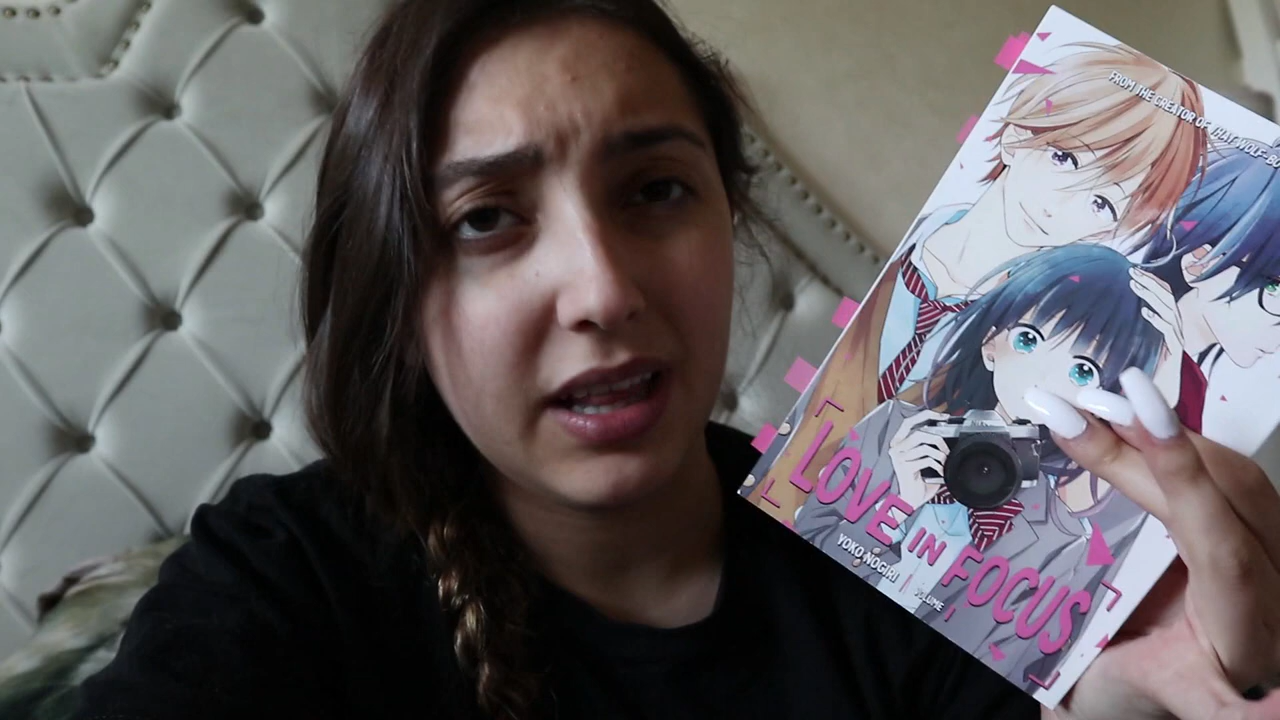 FROM THE CREATOR OF THAT WOLF-BO
LOVE IN FOCUS
YOKO NOGIRI
VOLUME